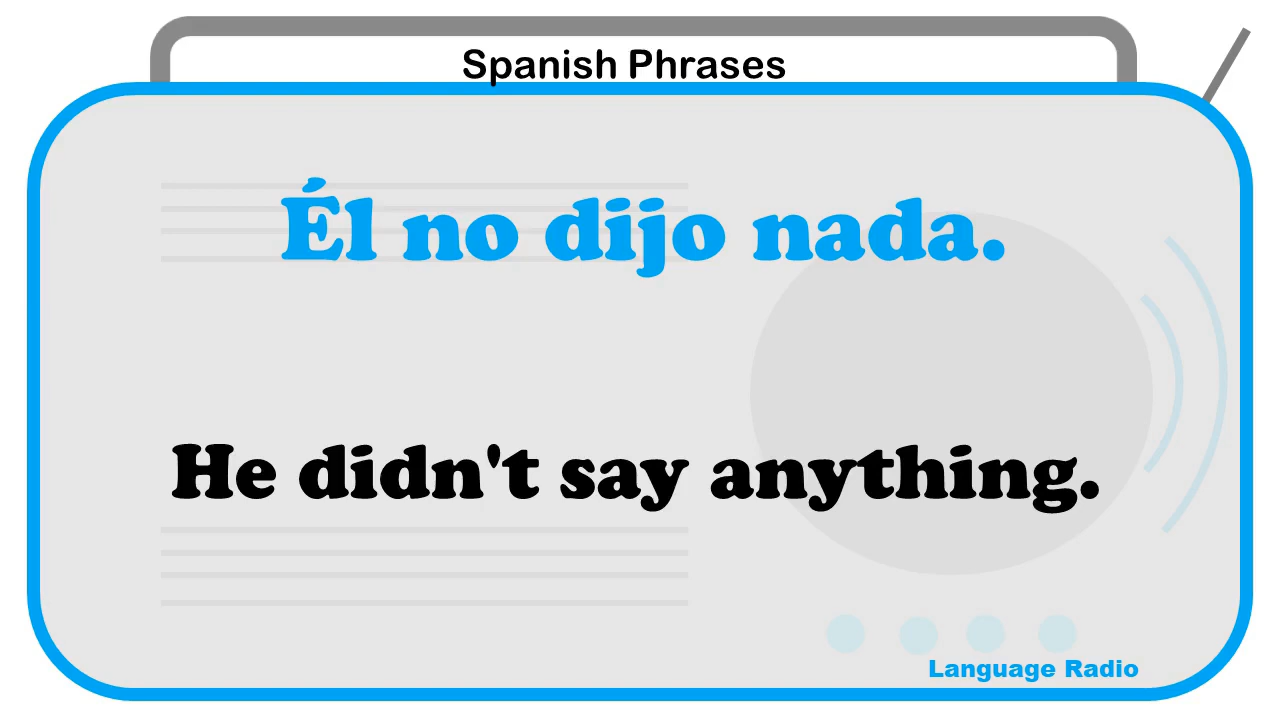 Spanish Phrases
Él no dijo nada.
He didn't say anything.
Language Radio